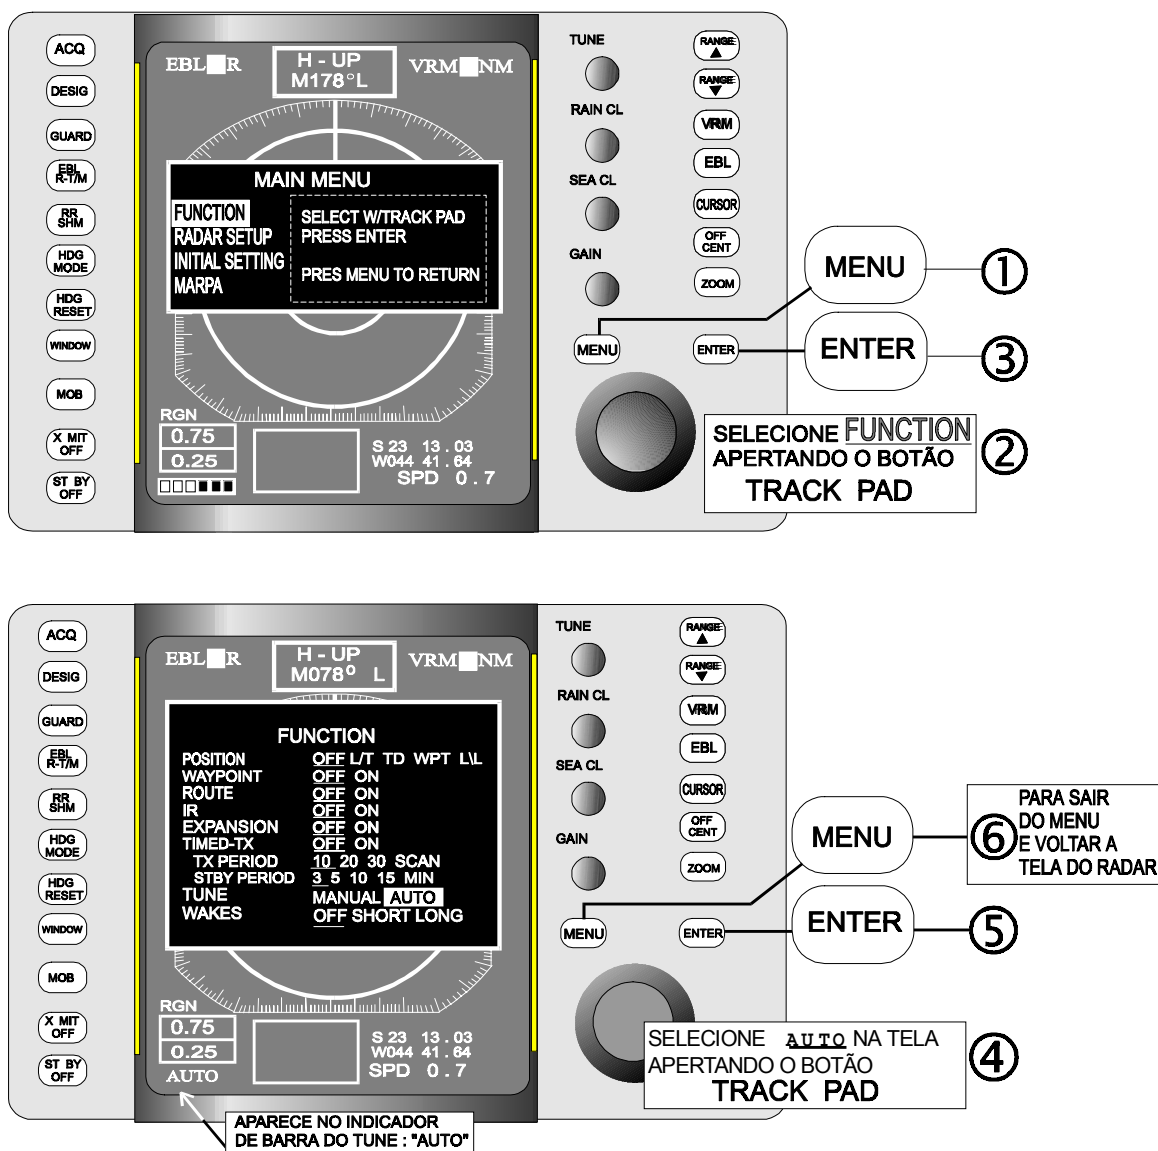 ACQ
DESIG
GUARD
EBL
R-T/M
RR
SHM
HDG
MODE
HDG
RESET
WINDOW
MOB
X MIT
OFF
ST BY
OFF
EBL R
H - UP
M178°L
VRM NM
MAIN MENU
FUNCTION
RADAR SETUP
INITIAL SETTING
MARPA
SELECT W/TRACK PAD
PRESS ENTER
PRES MENU TO RETURN
RGN
0.75
0.25
S 23 13 . 03
W044 41 . 64
SPD 0 . 7
TUNE
RAIN CL
SEA CL
GAIN
MENU
RANGE
RANGE
VRM
EBL
CURSOR
OFF
CENT
ZOOM
ENTER
MENU
①
ENTER
③
SELECIONE FUNCTION
APERTANDO O BOTÃO
TRACK PAD
②
ACQ
DESIG
GUARD
EBL
R-T/M
RR
SHM
HDG
MODE
HDG
RESET
WINDOW
MOB
X MIT
OFF
ST BY
OFF
EBL R
H - UP
M078º L
VRM NM
FUNCTION
POSITION OFF L/T TD WPT L\L
WAYPOINT OFF ON
ROUTE OFF ON
IR OFF ON
EXPANSION OFF ON
TIMED-TX OFF ON
TX PERIOD 10 20 30 SCAN
STBY PERIOD 3 5 10 15 MIN
TUNE MANUAL AUTO
WAKES OFF SHORT LONG
RGN
0.75
0.25
AUTO
S 23 13 . 03
W044 41 . 64
SPD 0 . 7
APARECE NO INDICADOR
DE BARRA DO TUNE : "AUTO"
TUNE
RAIN CL
SEA CL
GAIN
MENU
RANGE
RANGE
VRM
EBL
CURSOR
OFF
CENT
ZOOM
ENTER
MENU
⑥
PARA SAIR
DO MENU
E VOLTAR A
TELA DO RADAR
ENTER
⑤
SELECIONE AUTO NA TELA
APERTANDO O BOTÃO
TRACK PAD
④